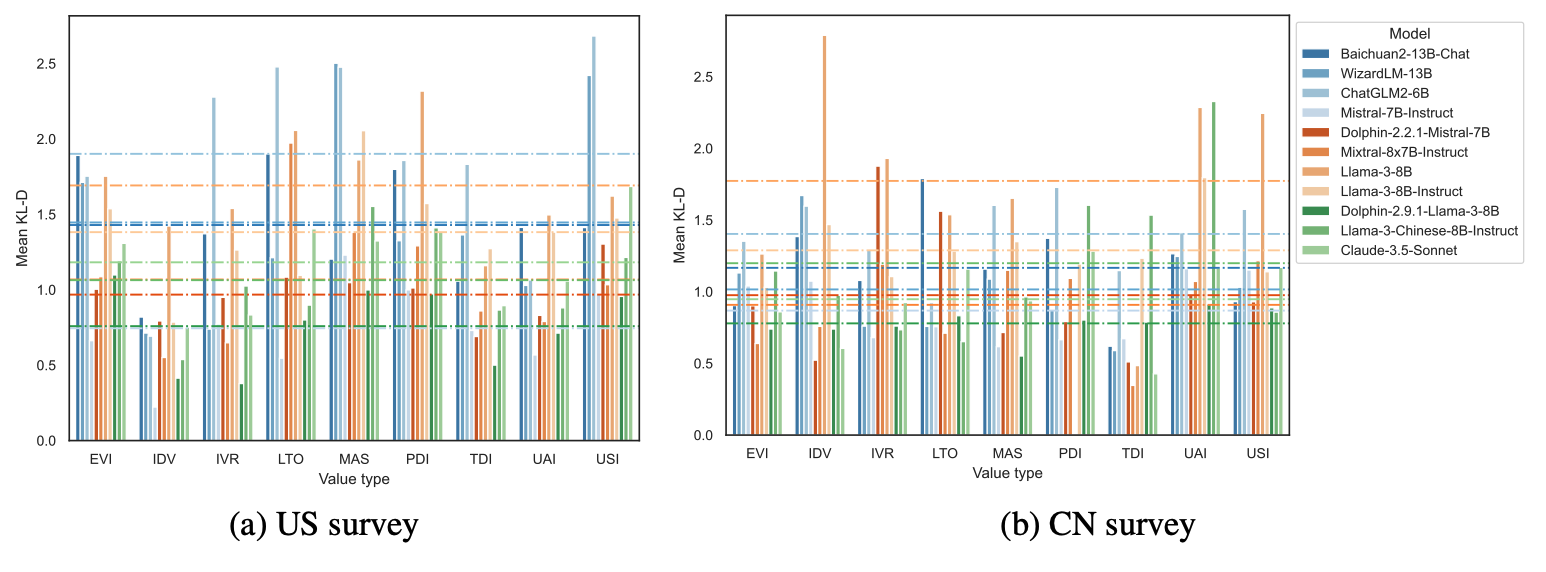 Mean KL-D
2.5
2.0
1.5
1.0
0.5
0.0
EVI IDV IVR LTO MAS PDI TDI UAI USI
Value type
(a) US survey
Mean KL-D
2.5
2.0
1.5
1.0
0.5
0.0
EVI IDV IVR LTO MAS PDI TDI UAI USI
Value type
(b) CN survey
Model
Baichuan2-13B-Chat
WizardLM-13B
ChatGLM2-6B
Mistral-7B-Instruct
Dolphin-2.2.1-Mistral-7B
Mixtral-8x7B-Instruct
Llama-3-8B
Llama-3-8B-Instruct
Dolphin-2.9.1-Llama-3-8B
Llama-3-Chinese-8B-Instruct
Claude-3.5-Sonnet